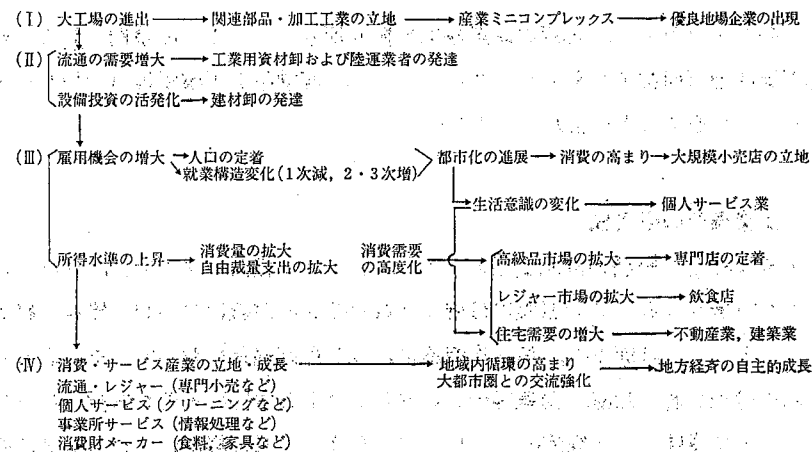 (Ⅰ) 大工場の進出 関連部品・加工工業の立地 産業ミニコンプレックス 優良地場企業の出現
(Ⅱ) 流通の需要増大 工業用資材卸および陸運業者の発達
設備投資の活発化 建材卸の発達
(Ⅲ) 雇用機会の増大 人口の定着 都市化の進展 消費の高まり 大規模小売店の立地
就業構造変化(1次減,2・3次増)
生活意識の変化 個人サービス業
所得水準の上昇 消費量の拡大 消費需要
自由裁量支出の拡大 の高度化
高級品市場の拡大 専門店の定着
レジャー市場の拡大 飲食店
住宅需要の増大 不動産業,建築業
(Ⅳ) 消費・サービス産業の立地・成長 地域内循環の高まり 地方経済の自主的成長
流通・レジャー(専門小売など) 大都市圏との交流強化
個人サービス(クリーニングなど)
事業所サービス(情報処理など)
消費財メーカー(食料,家具など)